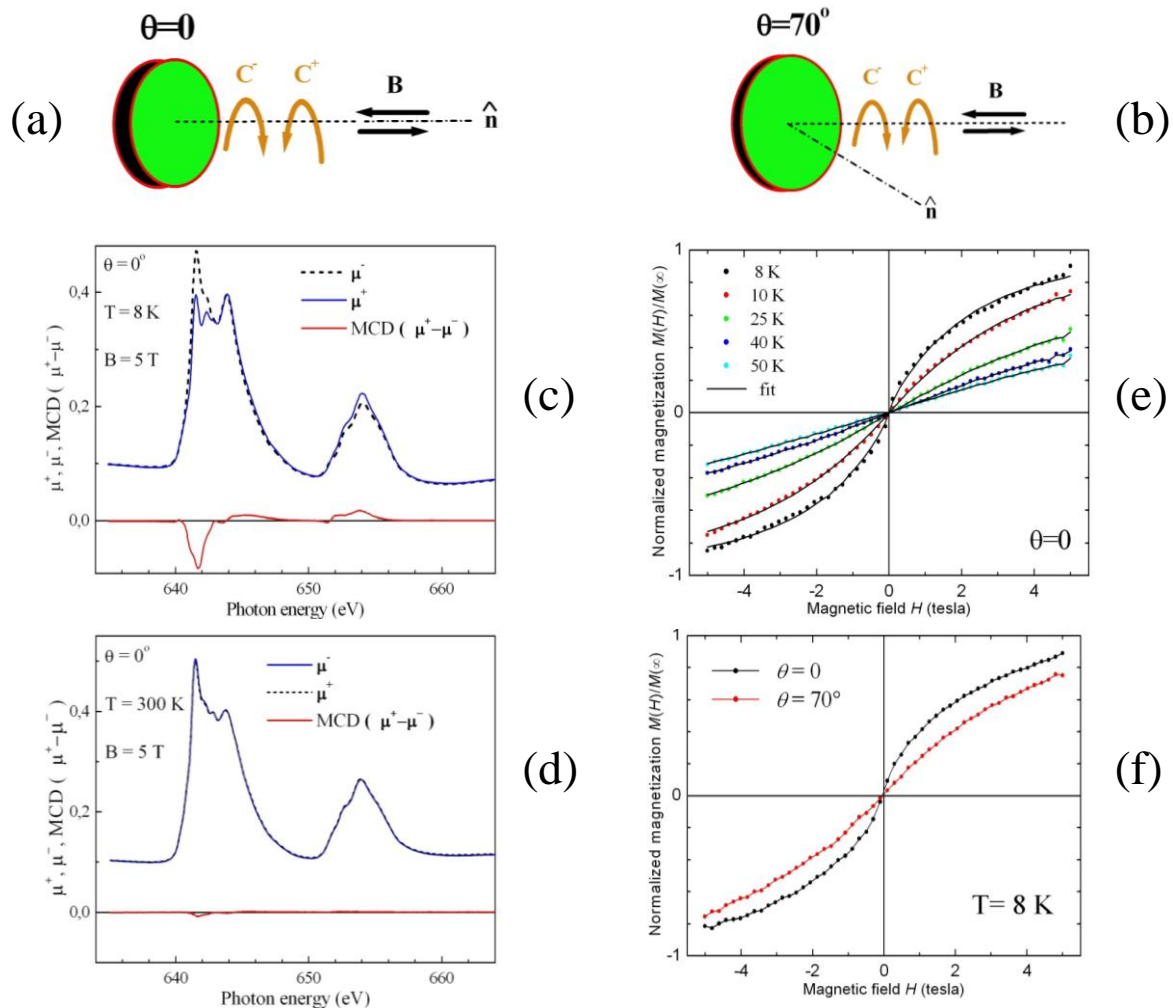 θ=0
C⁻ C⁺
B
n̂
(a)
θ=70°
C⁻ C⁺
B
n̂
(b)
θ = 0°
T = 8 K
B = 5 T
μ⁻
μ⁺
MCD ( μ⁺−μ⁻)
μ⁺, μ⁻, MCD ( μ⁺−μ⁻)
0,4
0,2
0,0
640 650 660
Photon energy (eV)
(c)
θ = 0°
T = 300 K
B = 5 T
μ⁻
μ⁺
MCD ( μ⁺−μ⁻)
μ⁺, μ⁻, MCD ( μ⁺−μ⁻)
0,4
0,2
0,0
640 650 660
Photon energy (eV)
(d)
8 K
10 K
25 K
40 K
50 K
fit
Normalized magnetization M(H)/M(∞)
1
0
-1
-4 -2 0 2 4
Magnetic field H (tesla)
θ=0
(e)
θ = 0
θ = 70°
Normalized magnetization M(H)/M(∞)
1
0
-1
-4 -2 0 2 4
Magnetic field H (tesla)
T= 8 K
(f)